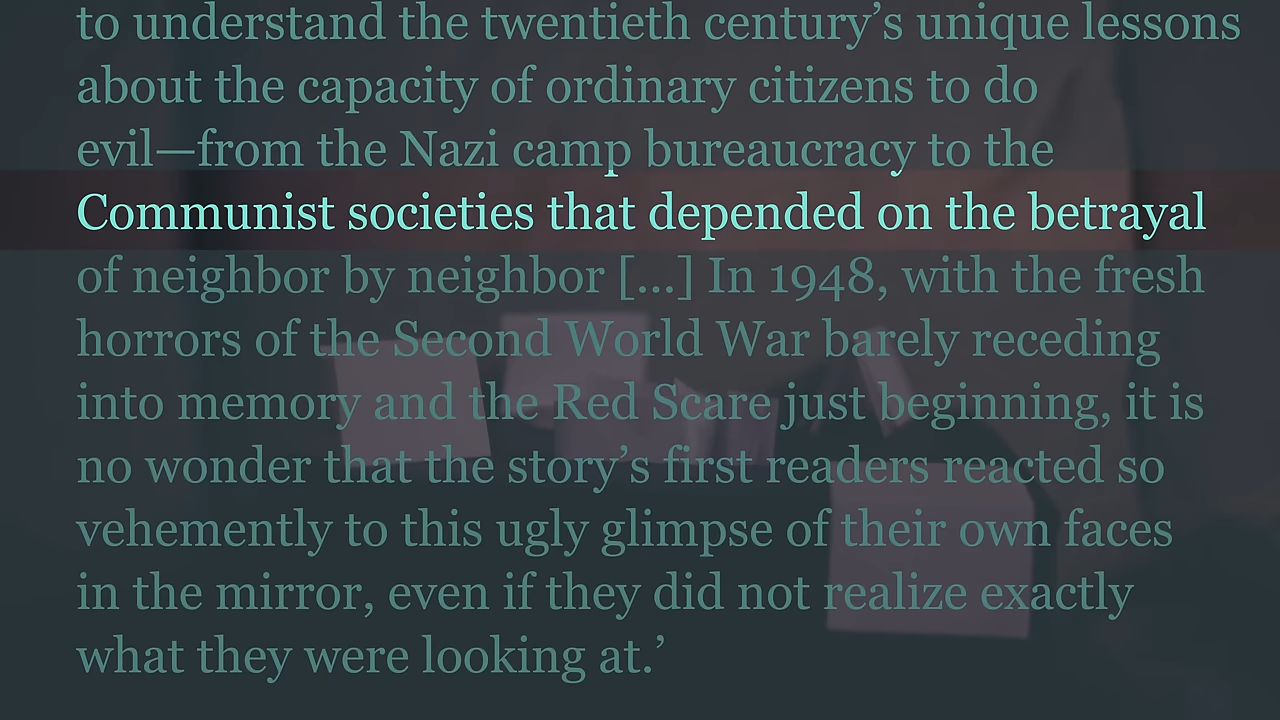 to understand the twentieth century’s unique lessons
about the capacity of ordinary citizens to do
evil—from the Nazi camp bureaucracy to the
Communist societies that depended on the betrayal
of neighbor by neighbor [...] In 1948, with the fresh
horrors of the Second World War barely receding
into memory and the Red Scare just beginning, it is
no wonder that the story’s first readers reacted so
vehemently to this ugly glimpse of their own faces
in the mirror, even if they did not realize exactly
what they were looking at.’